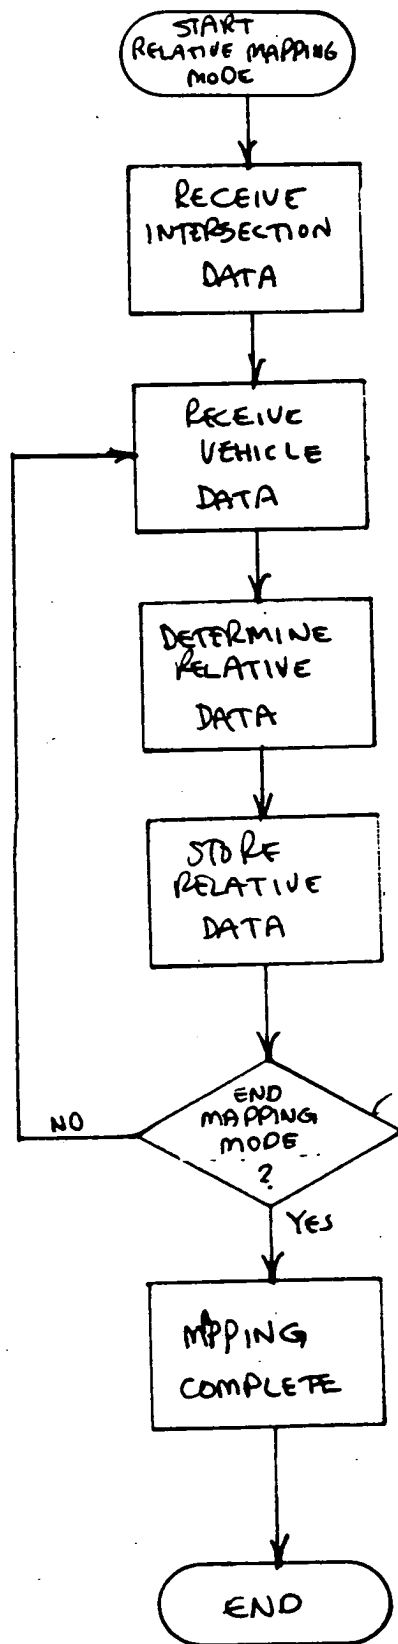 START
RELATIVE MAPPING
MODE
RECEIVE
INTERSECTION
DATA
RECEIVE
VEHICLE
DATA
DETERMINE
RELATIVE
DATA
STORE
RELATIVE
DATA
END
MAPPING
MODE
?
NO
YES
MAPPING
COMPLETE
END